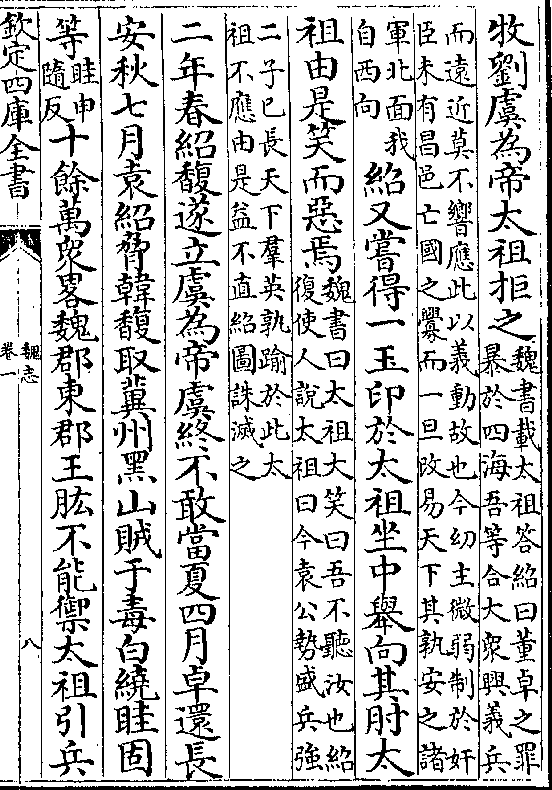 牧劉虞為帝太祖拒之魏書載太祖答紹曰董卓之罪
暴於四海吾等合大衆興義兵
而遠近莫不響應此以義動故也今幼主微弱制於奸
臣未有昌邑亡國之釁而一旦改易天下其孰安之諸
軍北面我
自西向
紹又嘗得一玉印於太祖坐中舉向其肘太
祖由是笑而惡焉魏書曰太祖大笑曰吾不聽汝也紹
復使人說太祖曰今袁公勢盛兵強
二子已長天下羣英孰踰於此太
祖不應由是益不直紹圖誅滅之
二年春紹馥遂立虞為帝虞終不敢當夏四月卓還長
安秋七月袁紹脅韓馥取冀州黑山賊于毒白繞眭固
等眭申
隨反
十餘萬衆畧魏郡東郡王肱不能禦太祖引兵
欽定四庫全書
魏志
卷一
八